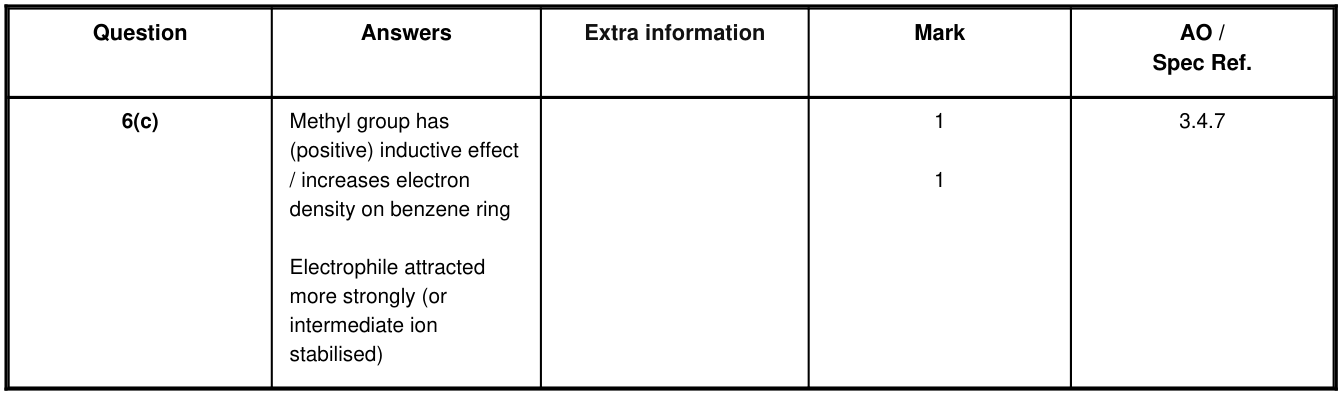 Question Answers Extra information Mark AO /
Spec Ref.
6(c) Methyl group has 1 3.4.7
(positive) inductive effect
/ increases electron 1
density on benzene ring
Electrophile attracted
more strongly (or
intermediate ion
stabilised)